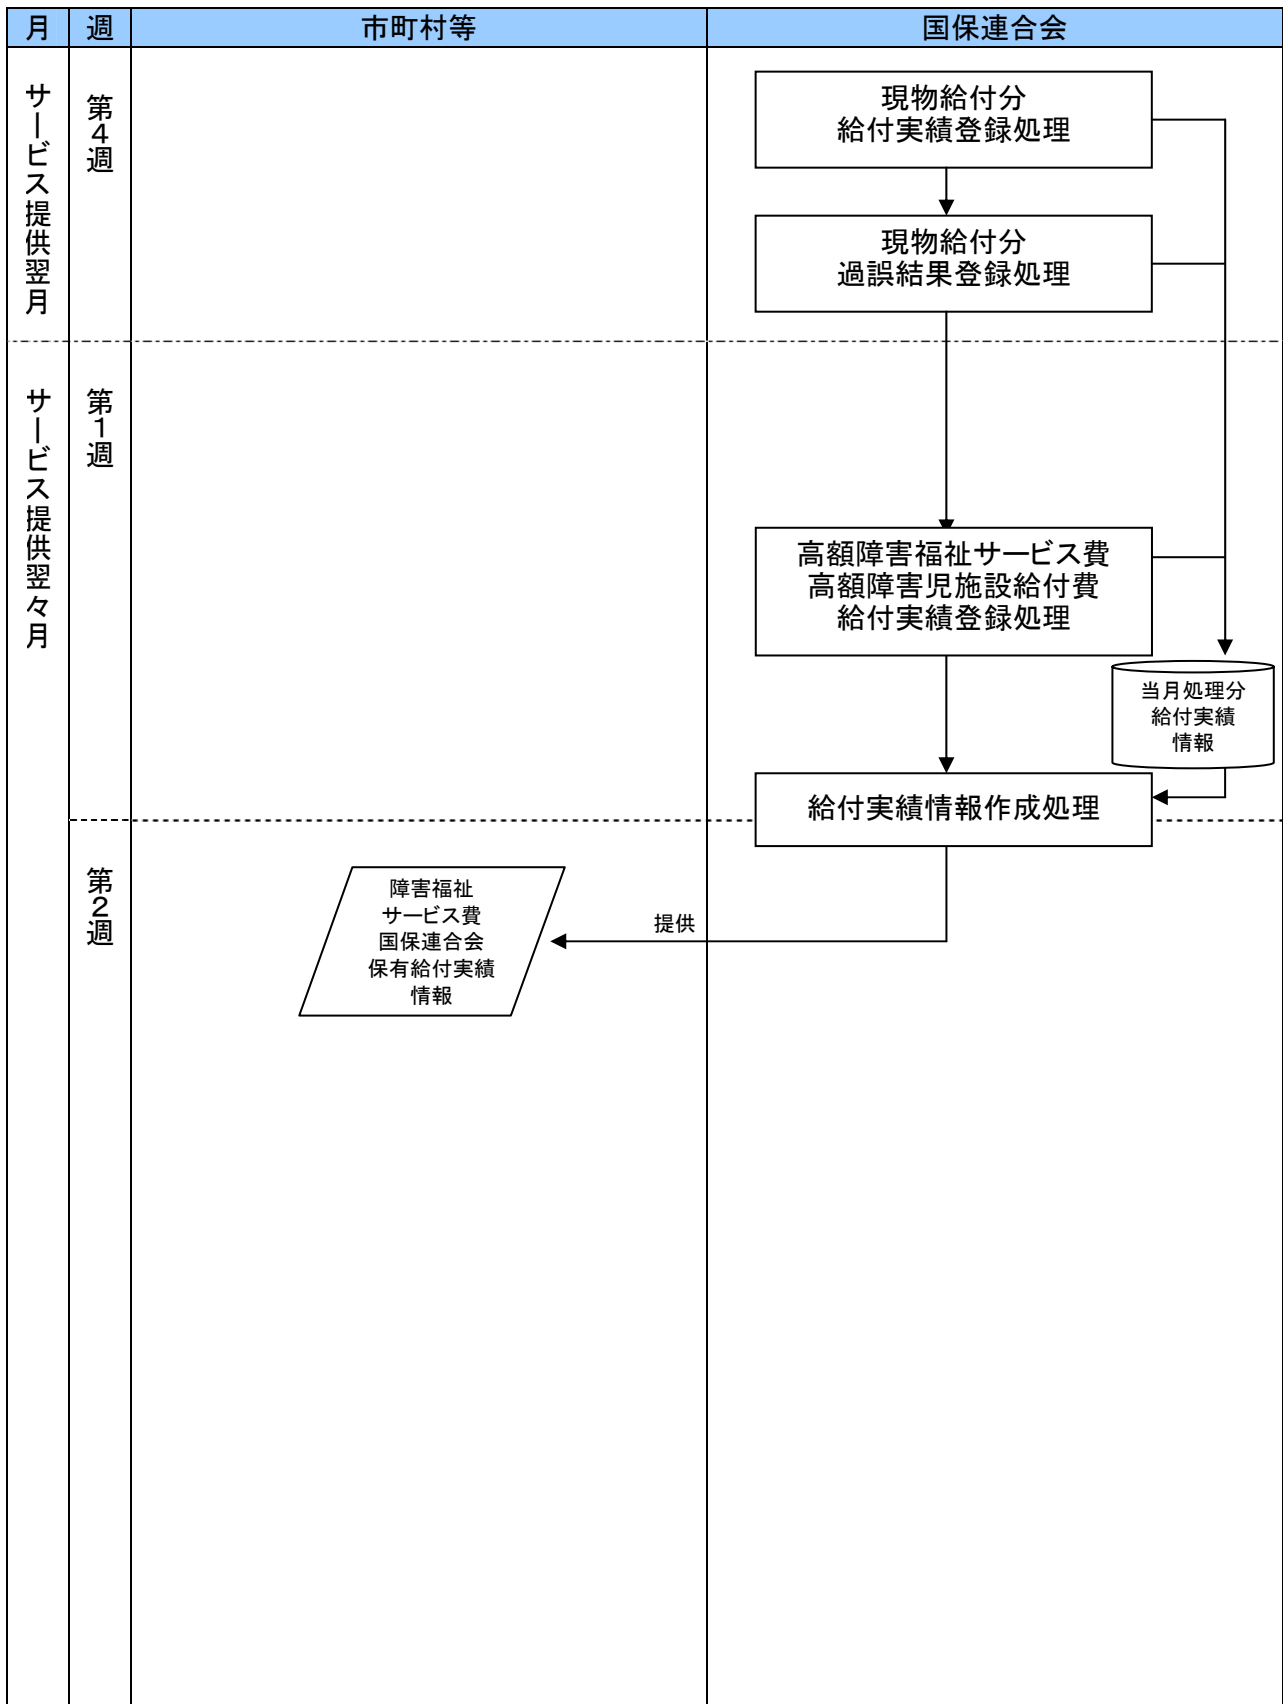 月 週 市町村等 国保連合会
サービス提供翌月
第4週
現物給付分
給付実績登録処理
現物給付分
過誤結果登録処理
サービス提供翌々月
第1週
高額障害福祉サービス費
高額障害児施設給付費
給付実績登録処理
当月処理分
給付実績
情報
給付実績情報作成処理
第2週
障害福祉
サービス費
国保連合会
保有給付実績
情報
提供